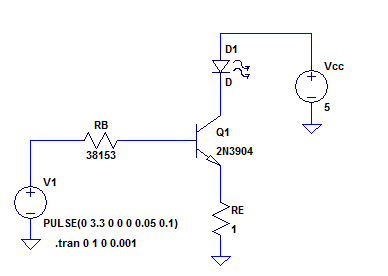 D1
D
Vcc
5
RB
38153
Q1
2N3904
V1
PULSE(0 3.3 0 0 0 0.05 0.1)
.tran 0 1 0 0.001
RE
1